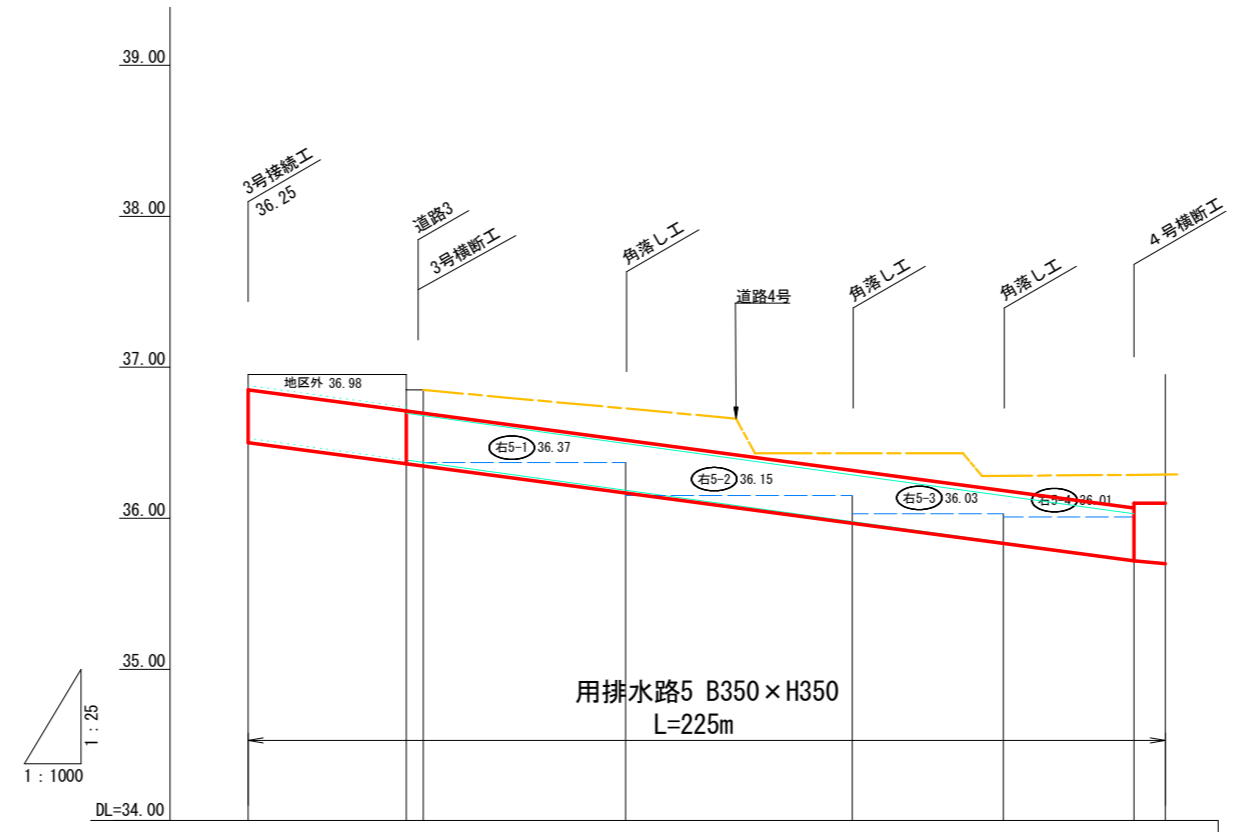 39.00
3号接続工
36.25
38.00
道路3
3号横断工
角落し工
道路4号
角落し工
角落し工
4号横断工
37.00
地区外 36.98
右5-1 36.37
右5-2 36.15
右5-3 36.03
右5-4 36.01
36.00
35.00
用排水路5 B350×H350
L=225m
1:25
1:1000
DL=34.00